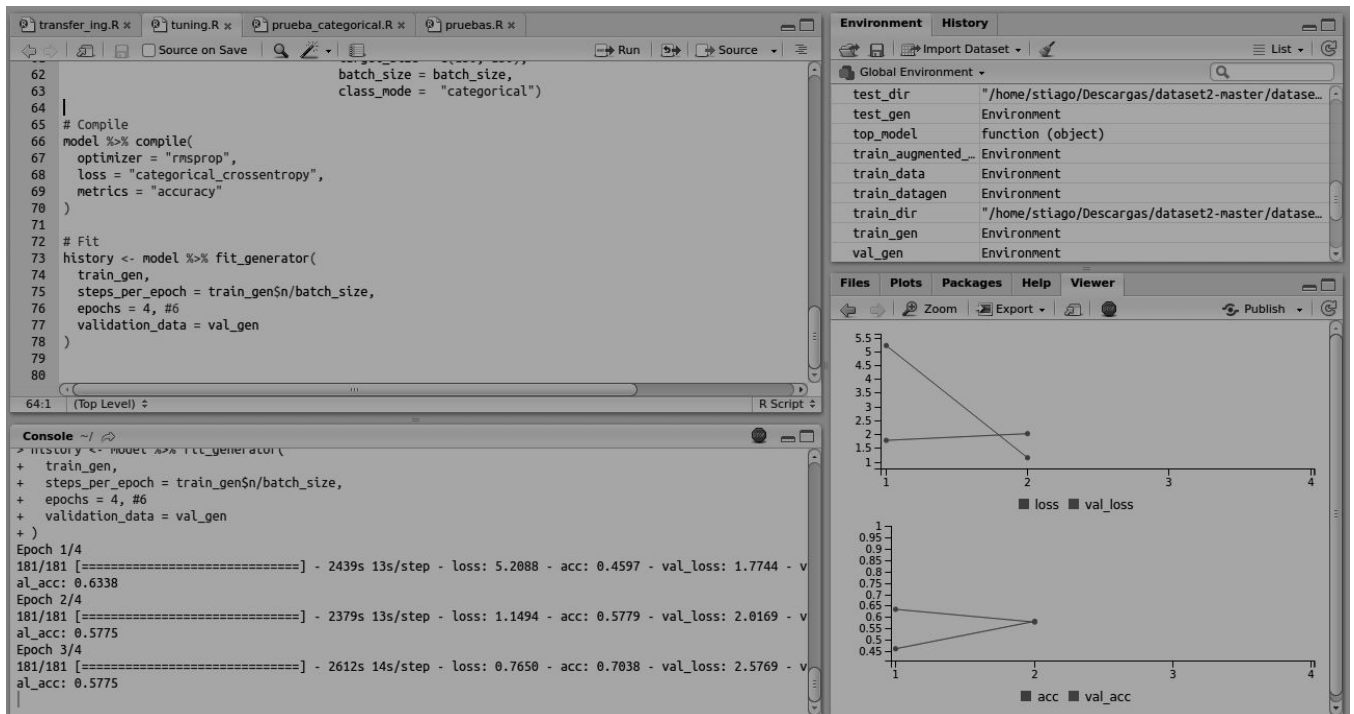 transfer_ing.R × tuning.R × prueba_categorical.R × pruebas.R ×
Source on Save Run Source
62 batch_size = batch_size,
63 class_mode = "categorical")
64
65 # Compile
66 model %>% compile(
67 optimizer = "rmsprop",
68 loss = "categorical_crossentropy",
69 metrics = "accuracy"
70 )
71
72 # Fit
73 history <- model %>% fit_generator(
74 train_gen,
75 steps_per_epoch = train_gen$n/batch_size,
76 epochs = 4, #6
77 validation_data = val_gen
78 )
79
80
64:1 (Top Level) R Script
Console ~/
> history <- model %>% fit_generator(
+ train_gen,
+ steps_per_epoch = train_gen$n/batch_size,
+ epochs = 4, #6
+ validation_data = val_gen
+ )
Epoch 1/4
181/181 [==============================] - 2439s 13s/step - loss: 5.2088 - acc: 0.4597 - val_loss: 1.7744 - v
al_acc: 0.6338
Epoch 2/4
181/181 [==============================] - 2379s 13s/step - loss: 1.1494 - acc: 0.5779 - val_loss: 2.0169 - v
al_acc: 0.5775
Epoch 3/4
181/181 [==============================] - 2612s 14s/step - loss: 0.7650 - acc: 0.7038 - val_loss: 2.5769 - v
al_acc: 0.5775
Environment History
Import Dataset List
Global Environment
test_dir "/home/stiago/Descargas/dataset2-master/datase…
test_gen Environment
top_model function (object)
train_augmented_… Environment
train_data Environment
train_datagen Environment
train_dir "/home/stiago/Descargas/dataset2-master/datase…
train_gen Environment
val_gen Environment
Files Plots Packages Help Viewer
Zoom Export Publish
5.5
5
4.5
4
3.5
3
2.5
2
1.5
1
1 2 3 4
loss val_loss
1
0.95
0.9
0.85
0.8
0.75
0.7
0.65
0.6
0.55
0.5
0.45
1 2 3 4
acc val_acc